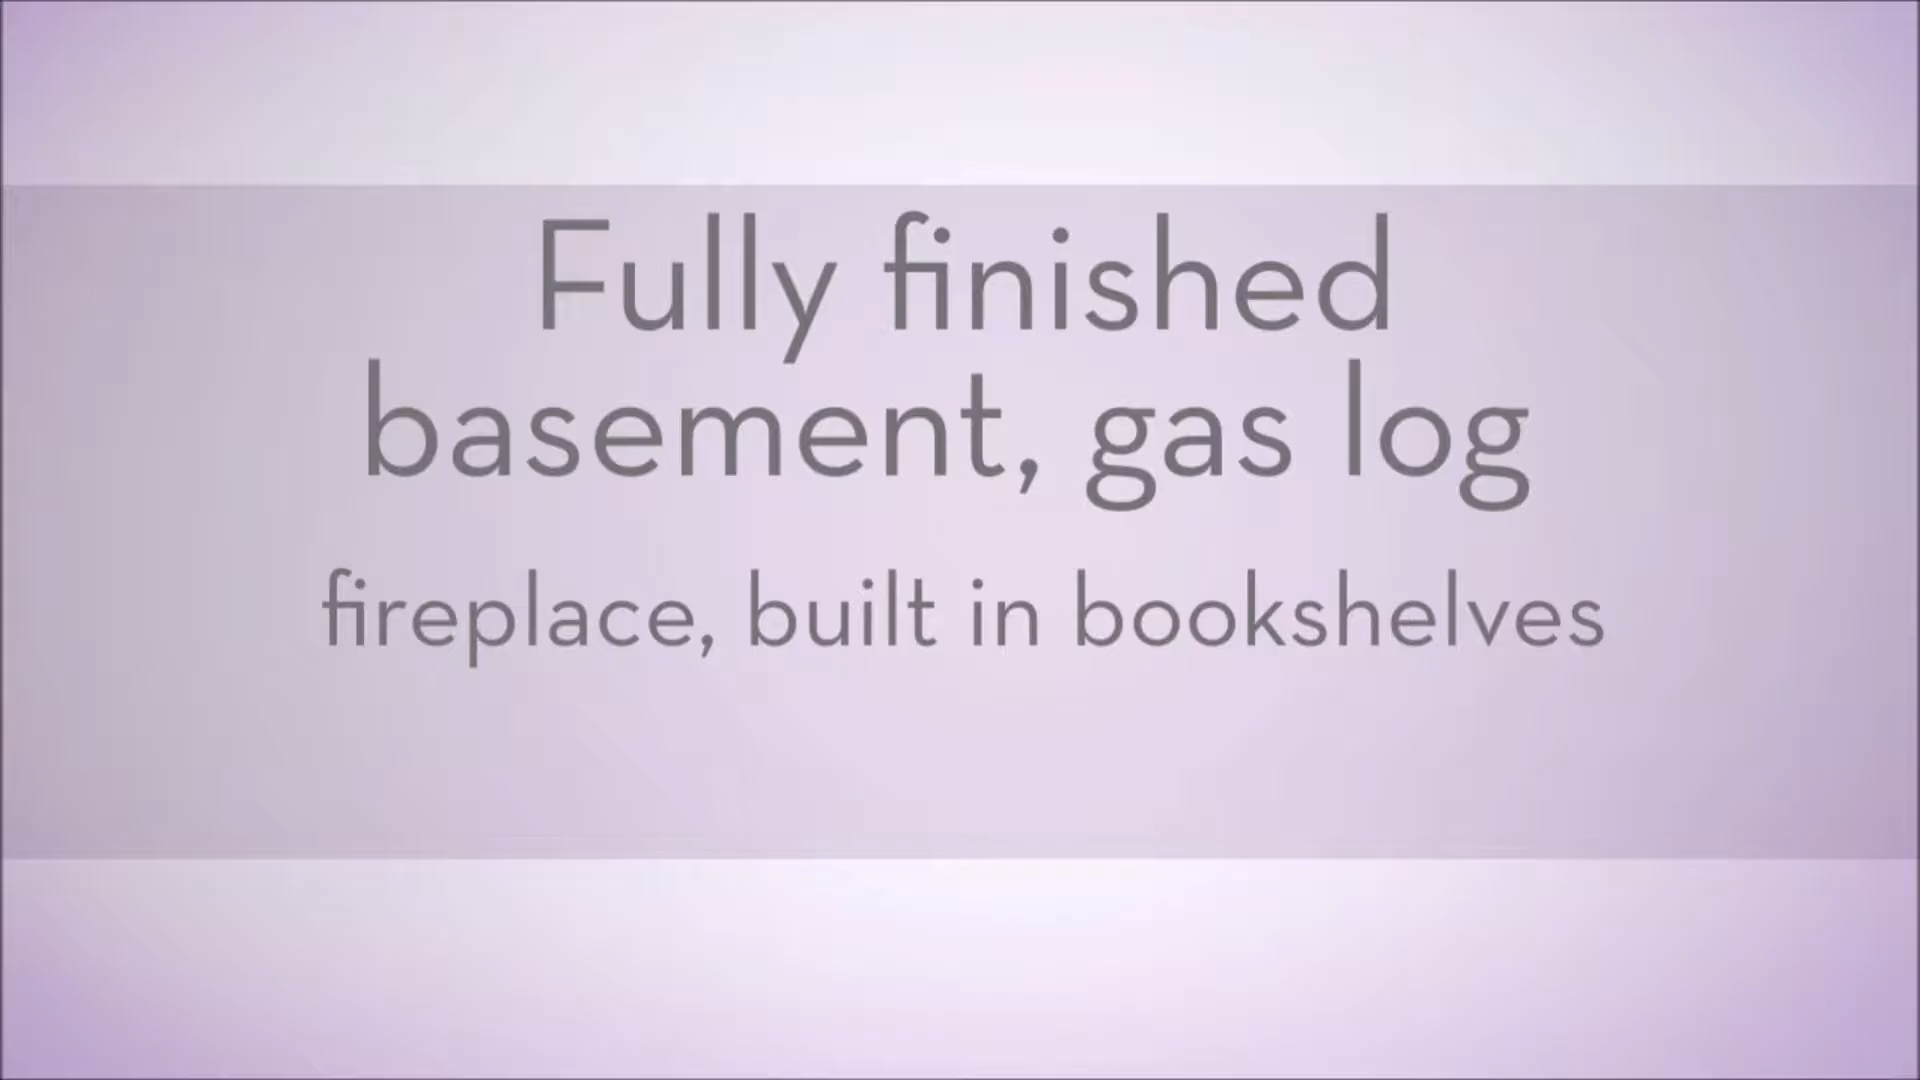 Fully finished
basement, gas log
fireplace, built in bookshelves